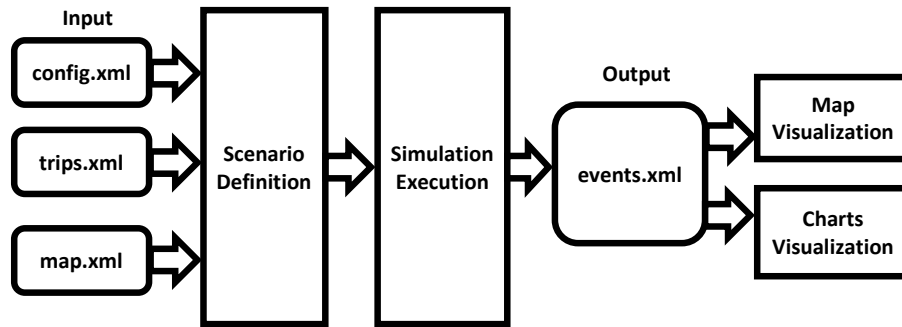 Input
config.xml
trips.xml
map.xml
Scenario
Definition
Simulation
Execution
Output
events.xml
Map
Visualization
Charts
Visualization